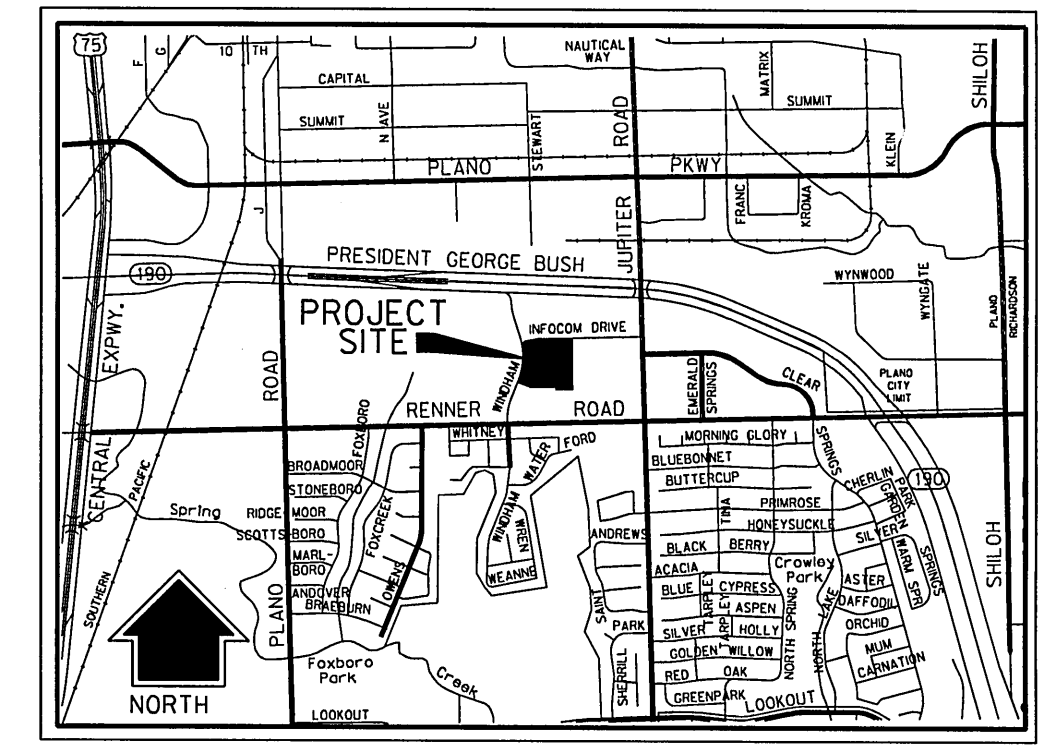 75
F
G
10 TH
NAUTICAL
WAY
MATRIX
SHILOH
CAPITAL
SUMMIT
N AVE
STEWART
ROAD
SUMMIT
KLEIN
PLANO
PKWY
J
JUPITER
FRANC
KROMA
PRESIDENT GEORGE BUSH
190
WYNWOOD
WYNGATE
PLANO
RICHARDSON
PROJECT
SITE
INFOCOM DRIVE
EXPWY.
ROAD
WINDHAM
EMERALD
SPRINGS
CLEAR
PLANO
CITY
LIMIT
RENNER
ROAD
FOXBORO
WHITNEY
WATER
FORD
MORNING GLORY
SPRINGS
BROADMOOR
BLUEBONNET
CENTRAL
PACIFIC
STONEBORO
BUTTERCUP
CHERLIN
PARK
GARDEN
190
Spring
RIDGE-
MOOR
FOXCREEK
WINDHAM
WREN
TINA
PRIMROSE
SCOTTS-
BORO
ANDREWS
HONEYSUCKLE
SILVER
MARL-
BORO
BLACK
BERRY
WARM SPR
SPRINGS
SHILOH
WEANNE
ACACIA
Crowley
Park
SOUTHERN
ANDOVER
BRAEBURN
OWENS
SAINT
BLUE
TARPLEY
CYPRESS
LAKE
ASTER
DAFFODIL
PLANO
PARK
TARPLEY
ASPEN
ORCHID
SILVER
HOLLY
NORTH SPRING
NORTH
MUM
Foxboro
Park
Creek
SHERRILL
GOLDEN
WILLOW
CARNATION
RED
OAK
NORTH
GREENPARK
LOOKOUT
LOOKOUT